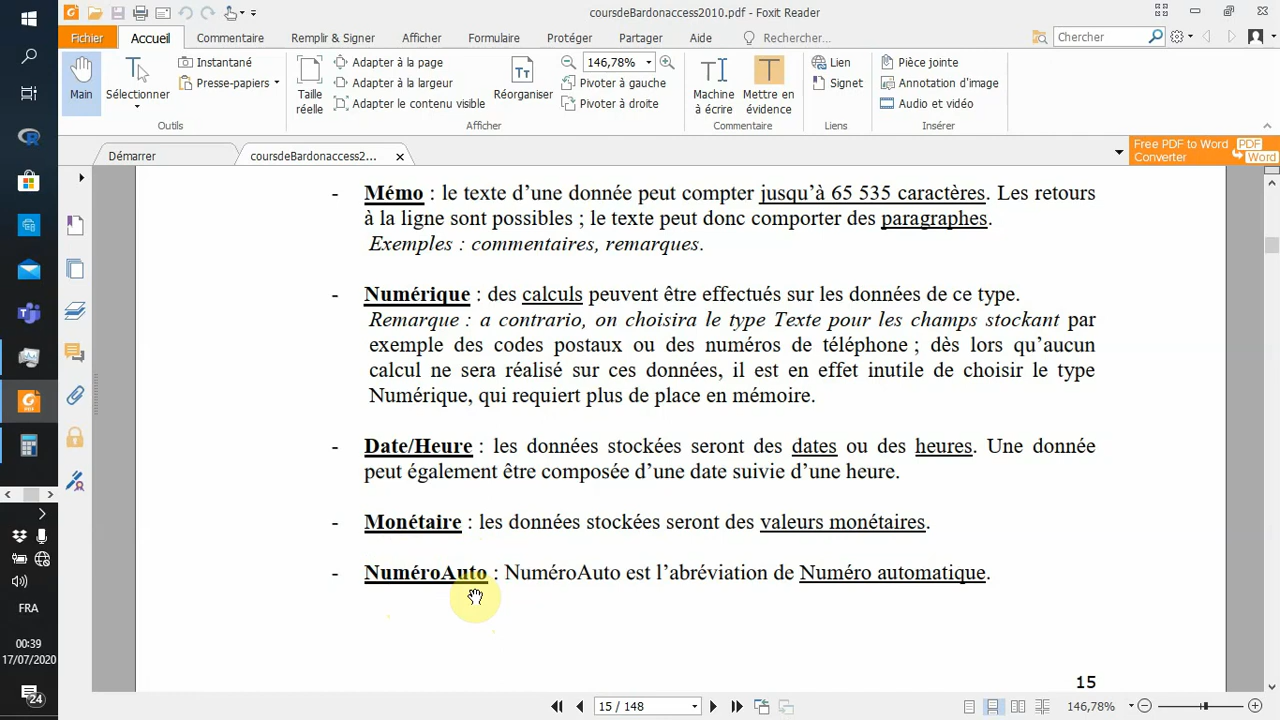 coursdeBardonaccess2010.pdf - Foxit Reader
Fichier Accueil Commentaire Remplir & Signer Afficher Formulaire Protéger Partager Aide Rechercher... Chercher
Main
Sélectionner
Instantané
Presse-papiers
Outils
Taille
réelle
Adapter à la page
Adapter à la largeur
Adapter le contenu visible
Réorganiser
146,78%
Pivoter à gauche
Pivoter à droite
Afficher
Machine
à écrire
Mettre en
évidence
Commentaire
Lien
Signet
Liens
Pièce jointe
Annotation d'image
Audio et vidéo
Insérer
Démarrer
coursdeBardonaccess2...
Free PDF to Word
Converter
PDF
Word
- Mémo : le texte d’une donnée peut compter jusqu’à 65 535 caractères. Les retours
à la ligne sont possibles ; le texte peut donc comporter des paragraphes.
Exemples : commentaires, remarques.
- Numérique : des calculs peuvent être effectués sur les données de ce type.
Remarque : a contrario, on choisira le type Texte pour les champs stockant par
exemple des codes postaux ou des numéros de téléphone ; dès lors qu’aucun
calcul ne sera réalisé sur ces données, il est en effet inutile de choisir le type
Numérique, qui requiert plus de place en mémoire.
- Date/Heure : les données stockées seront des dates ou des heures. Une donnée
peut également être composée d’une date suivie d’une heure.
- Monétaire : les données stockées seront des valeurs monétaires.
- NuméroAuto : NuméroAuto est l’abréviation de Numéro automatique.
15
FRA
00:39
17/07/2020
24
15 / 148
146,78%